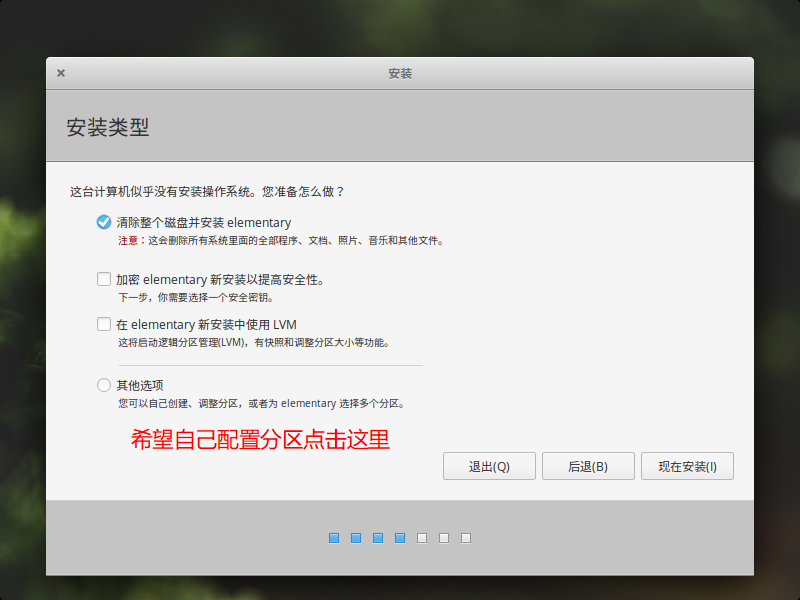 安装
安装类型
这台计算机似乎没有安装操作系统。您准备怎么做？
清除整个磁盘并安装 elementary
注意：这会删除所有系统里面的全部程序、文档、照片、音乐和其他文件。
加密 elementary 新安装以提高安全性。
下一步，你需要选择一个安全密钥。
在 elementary 新安装中使用 LVM
这将启动逻辑分区管理(LVM)，有快照和调整分区大小等功能。
其他选项
您可以自己创建、调整分区，或者为 elementary 选择多个分区。
希望自己配置分区点击这里
退出(Q)
后退(B)
现在安装(I)